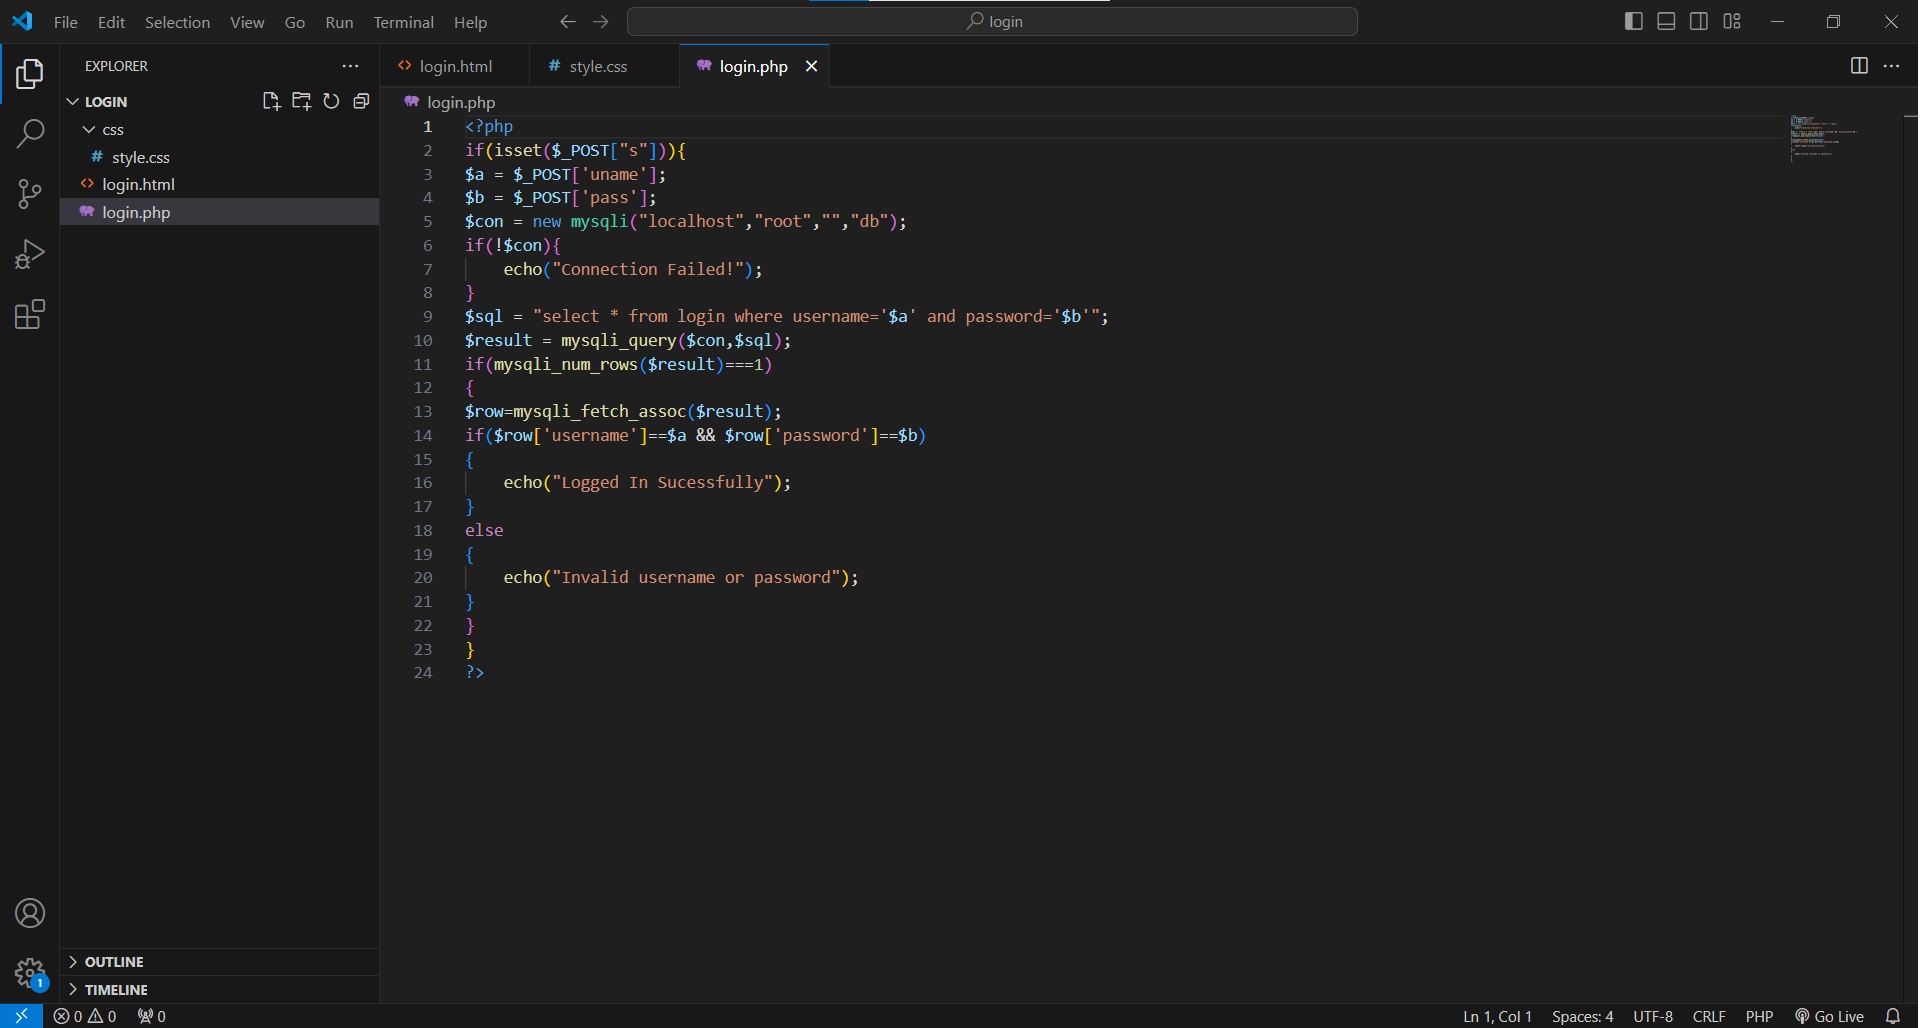 File Edit Selection View Go Run Terminal Help
login
EXPLORER
LOGIN
css
# style.css
<> login.html
login.php
OUTLINE
TIMELINE
<> login.html
# style.css
login.php
login.php
1 <?php
2 if(isset($_POST["s"])){
3 $a = $_POST['uname'];
4 $b = $_POST['pass'];
5 $con = new mysqli("localhost","root","","db");
6 if(!$con){
7     echo("Connection Failed!");
8 }
9 $sql = "select * from login where username='$a' and password='$b'";
10 $result = mysqli_query($con,$sql);
11 if(mysqli_num_rows($result)===1)
12 {
13 $row=mysqli_fetch_assoc($result);
14 if($row['username']==$a && $row['password']==$b)
15 {
16     echo("Logged In Sucessfully");
17 }
18 else
19 {
20     echo("Invalid username or password");
21 }
22 }
23 }
24 ?>
1
0 0 0
Ln 1, Col 1 Spaces: 4 UTF-8 CRLF PHP Go Live